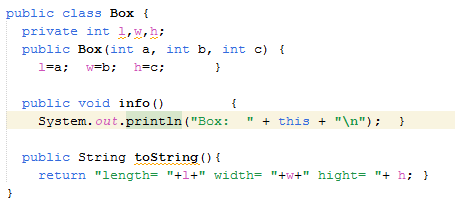 public class Box {
private int l,w,h;
public Box(int a, int b, int c) {
l=a;  w=b;  h=c;      }
public void info()         {
System.out.println("Box:  " + this + "\n");  }
public String toString(){
return "length= "+l+" width= "+w+" hight= "+ h; }
}